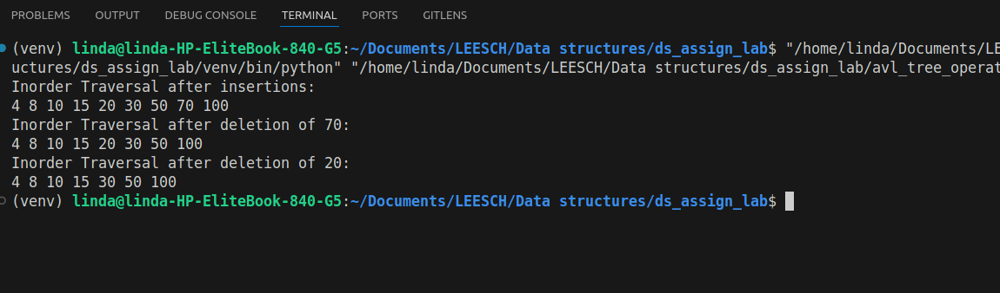 PROBLEMS OUTPUT DEBUG CONSOLE TERMINAL PORTS GITLENS
(venv) linda@linda-HP-EliteBook-840-G5:~/Documents/LEESCH/Data structures/ds_assign_lab$ "/home/linda/Documents/LE
uctures/ds_assign_lab/venv/bin/python" "/home/linda/Documents/LEESCH/Data structures/ds_assign_lab/avl_tree_operat
Inorder Traversal after insertions:
4 8 10 15 20 30 50 70 100
Inorder Traversal after deletion of 70:
4 8 10 15 20 30 50 100
Inorder Traversal after deletion of 20:
4 8 10 15 30 50 100
(venv) linda@linda-HP-EliteBook-840-G5:~/Documents/LEESCH/Data structures/ds_assign_lab$